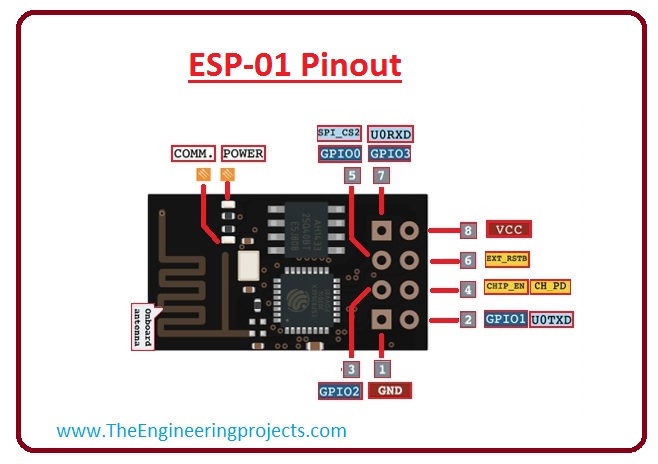 ESP-01 Pinout
SPI_CS2 U0RXD
COMM. POWER GPIO0 GPIO3
5 7
8 VCC
6 EXT_RSTB
4 CHIP_EN CH_PD
2 GPIO1 U0TXD
Onboard
antenna
3 1
GPIO2 GND
www.TheEngineeringprojects.com